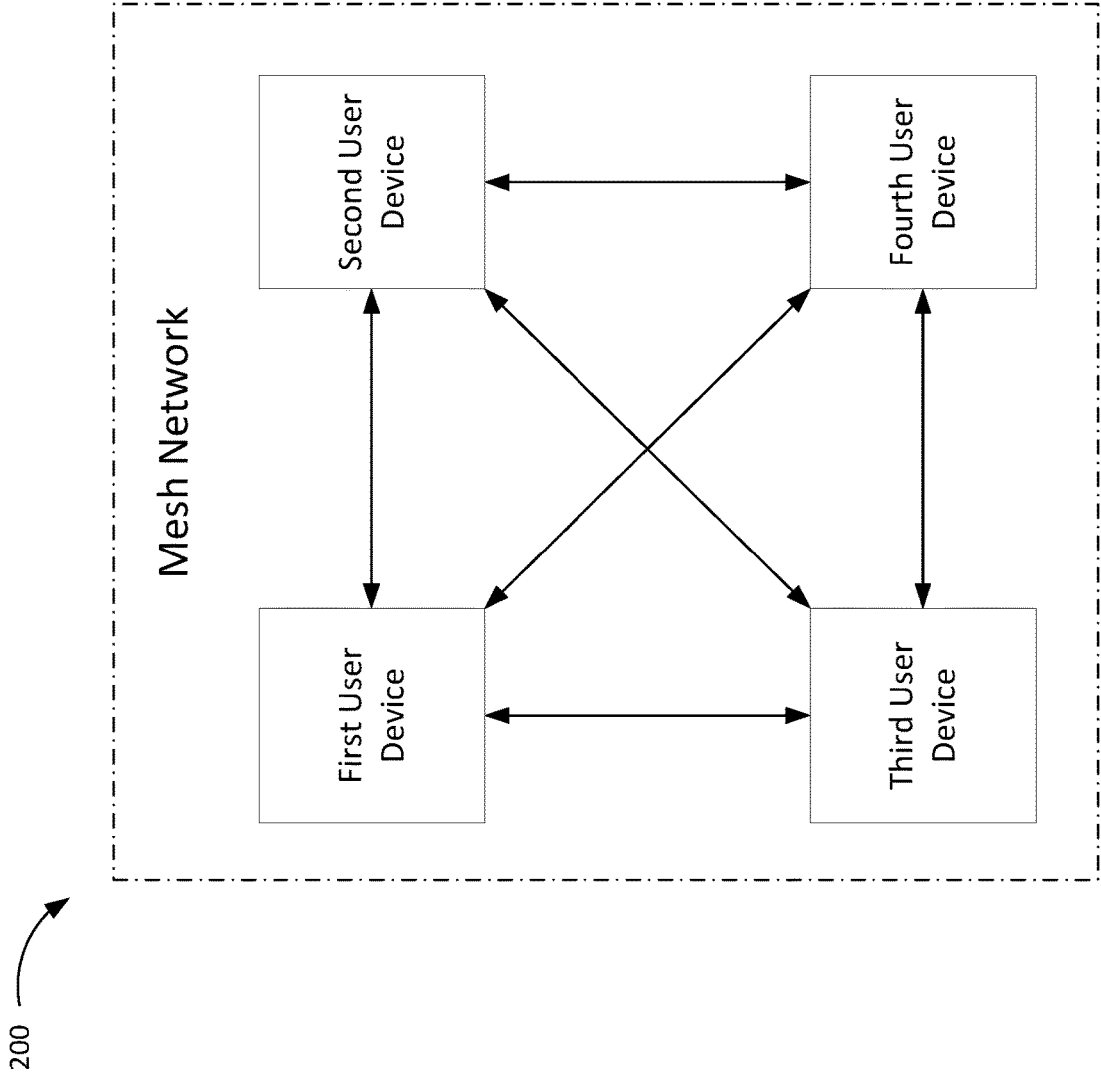 200
Mesh Network
First User
Device
Second User
Device
Third User
Device
Fourth User
Device